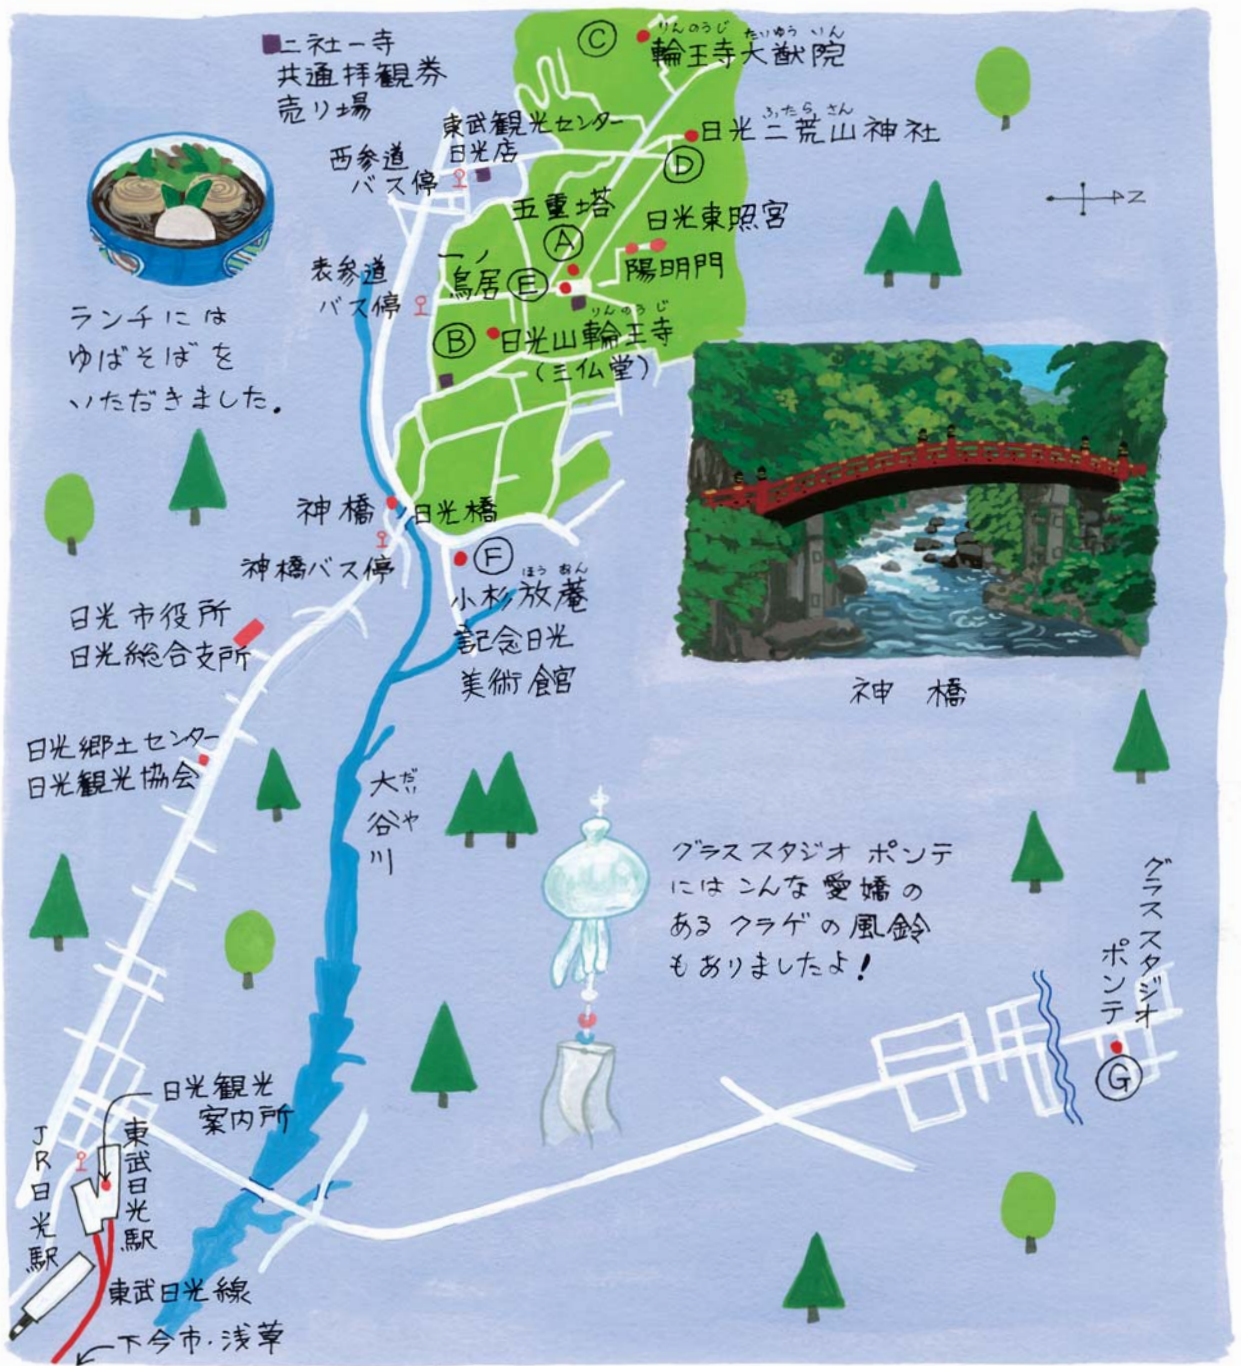 二社一寺
共通拝観券
売り場
Ⓒ
りんのうじ たいゆういん
輪王寺大猷院
東武観光センター
日光店
西参道
バス停
ふたらさん
日光二荒山神社
Ⓓ
五重塔
Ⓐ
日光東照宮
陽明門
一ノ
鳥居
Ⓔ
表参道
バス停
Ⓑ
りんのうじ
日光山輪王寺
(三仏堂)
N
ランチには
ゆばそばを
いただきました。
神橋
日光橋
神橋バス停
Ⓕ
ほうあん
小杉放菴
記念日光
美術館
神橋
日光市役所
日光総合支所
日光郷土センター
日光観光協会
だいや
大谷川
グラススタジオ ポンテ
にはこんな愛嬌の
あるクラゲの風鈴
もありましたよ!
グラススタジオ
ポンテ
Ⓖ
日光観光
案内所
JR日光駅
東武日光駅
東武日光線
下今市・浅草